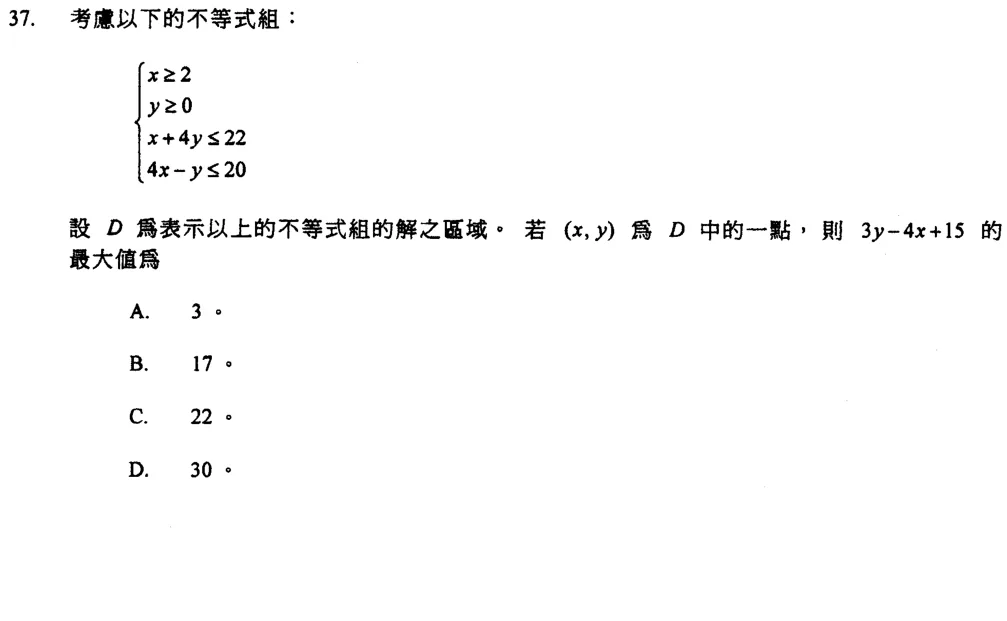 37. 考慮以下的不等式組：
x ≥ 2
y ≥ 0
x + 4y ≤ 22
4x − y ≤ 20
設 D 爲表示以上的不等式組的解之區域。 若 (x, y) 爲 D 中的一點，則 3y − 4x + 15 的
最大值爲
A. 3 。
B. 17 。
C. 22 。
D. 30 。